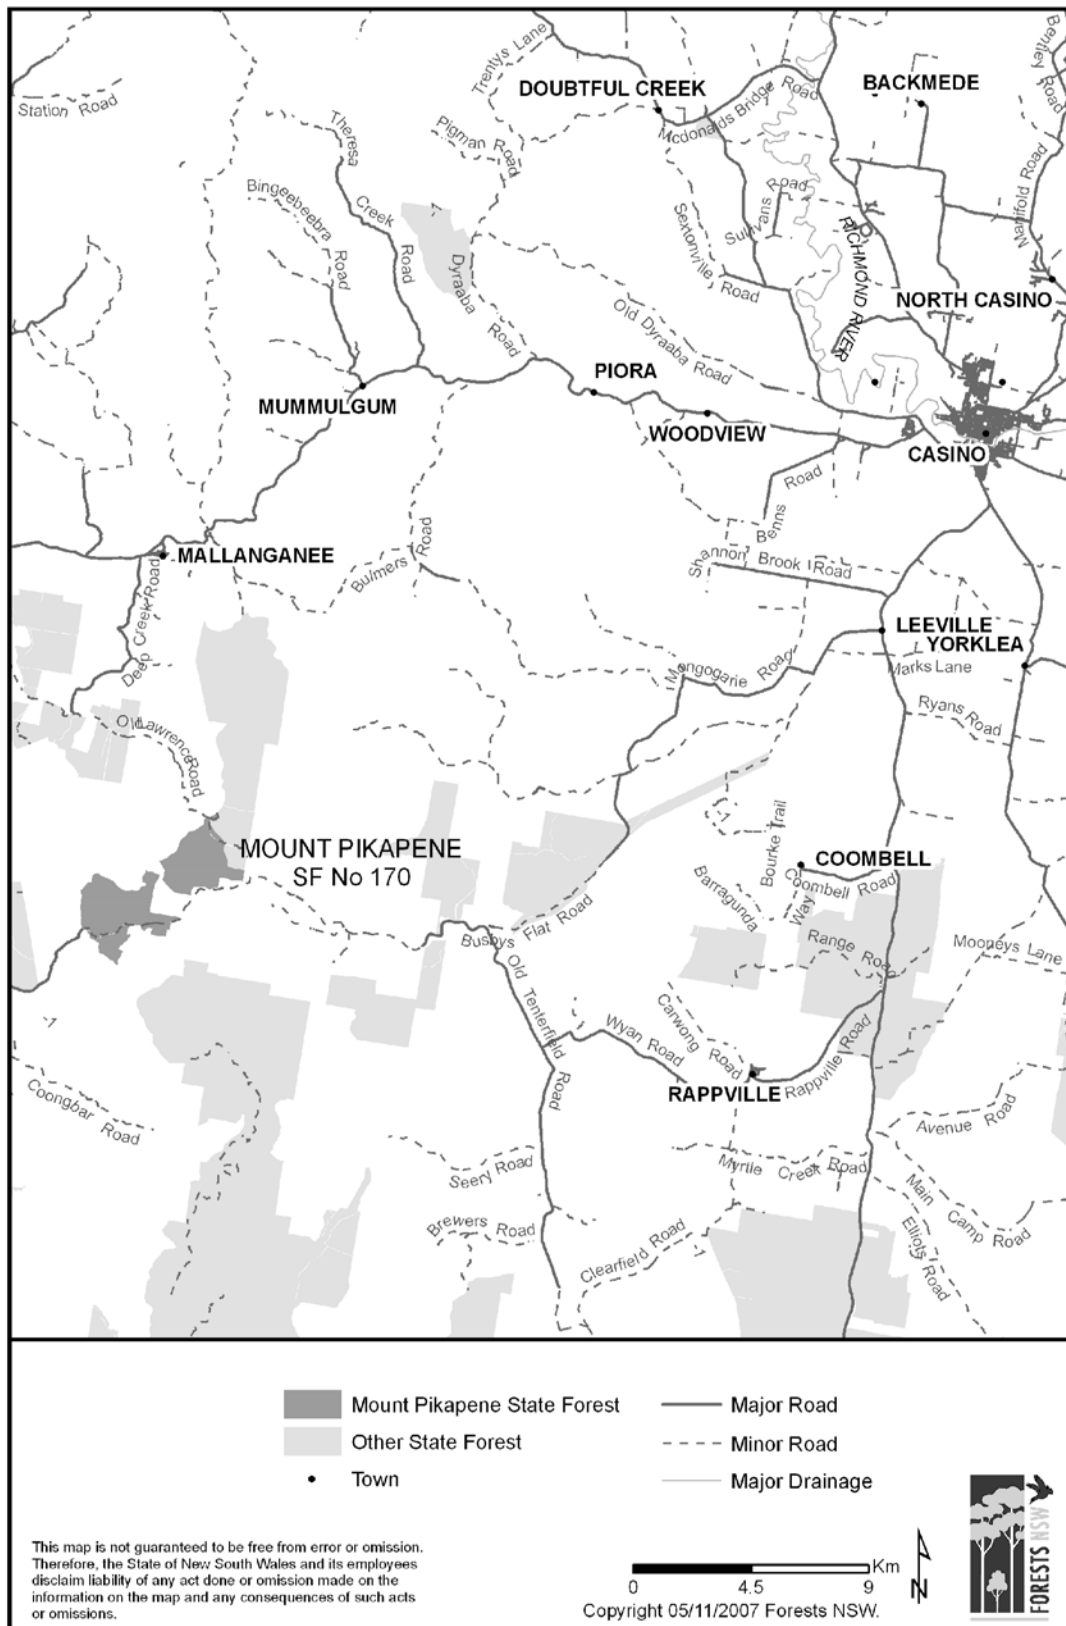 Station Road
Trentys Lane
DOUBTFUL CREEK
BACKMEDE
Bentley Road
Mcdonalds Bridge Road
Theresa Creek Road
Pigman Road
Bingeebeebra Road
Sextonville Road
Sullivans Road
RICHMOND RIVER
Manifold Road
Dyraaba Road
NORTH CASINO
Old Dyraaba Road
PIORA
MUMMULGUM
WOODVIEW
CASINO
Benns Road
MALLANGANEE
Bulmers Road
Shannon Brook Road
Deep Creek Road
LEEVILLE
YORKLEA
Mongogarie Road
Marks Lane
Old Lawrence Road
Ryans Road
MOUNT PIKAPENE
SF No 170
Bourke Trail
COOMBELL
Coombell Road
Barragunda Way
Busbys Flat Road
Range Road
Mooneys Lane
Old Tenterfield Road
Wyan Road
Carwong Road
RAPPVILLE
Rappville Road
Coongbar Road
Avenue Road
Seery Road
Myrtle Creek Road
Main Camp Road
Brewers Road
Elliots Road
Clearfield Road
Mount Pikapene State Forest
Other State Forest
Town
Major Road
Minor Road
Major Drainage
This map is not guaranteed to be free from error or omission.
Therefore, the State of New South Wales and its employees
disclaim liability of any act done or omission made on the
information on the map and any consequences of such acts
or omissions.
0 4.5 9 Km
N
Copyright 05/11/2007 Forests NSW.
FORESTS NSW